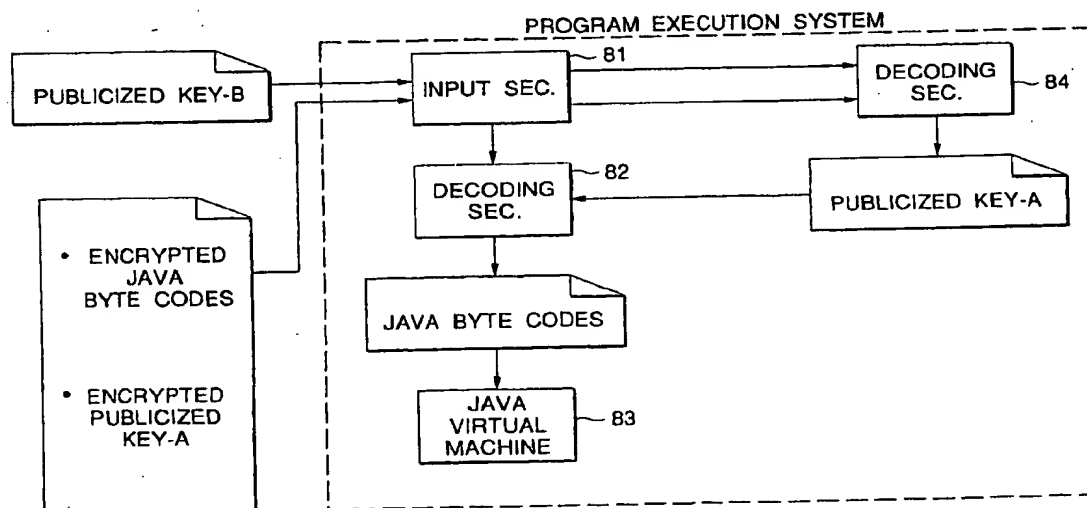 PROGRAM EXECUTION SYSTEM
PUBLICIZED KEY-B
INPUT SEC.
81
DECODING
SEC.
84
DECODING
SEC.
82
PUBLICIZED KEY-A
• ENCRYPTED
JAVA
BYTE CODES
JAVA BYTE CODES
• ENCRYPTED
PUBLICIZED
KEY-A
JAVA
VIRTUAL
MACHINE
83